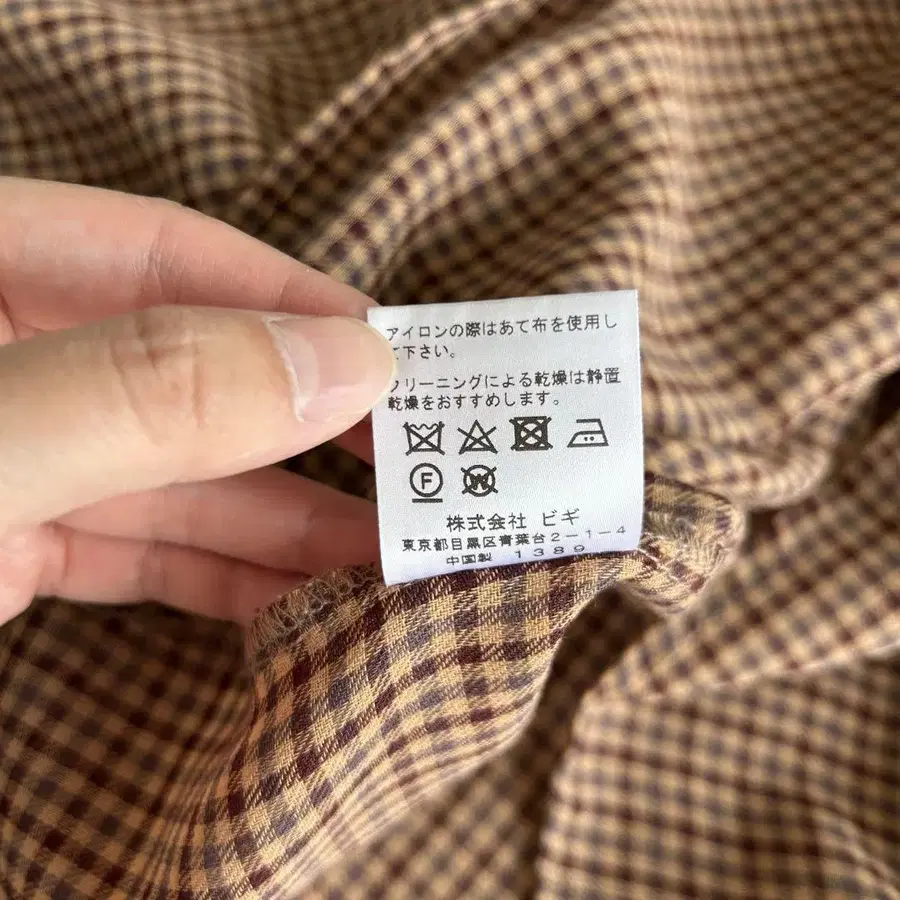 アイロンの際はあて布を使用し
て下さい。
クリーニングによる乾燥は静置
乾燥をおすすめします。
F W
株式会社 ビギ
東京都目黒区青葉台2-1-4
中国製 1389